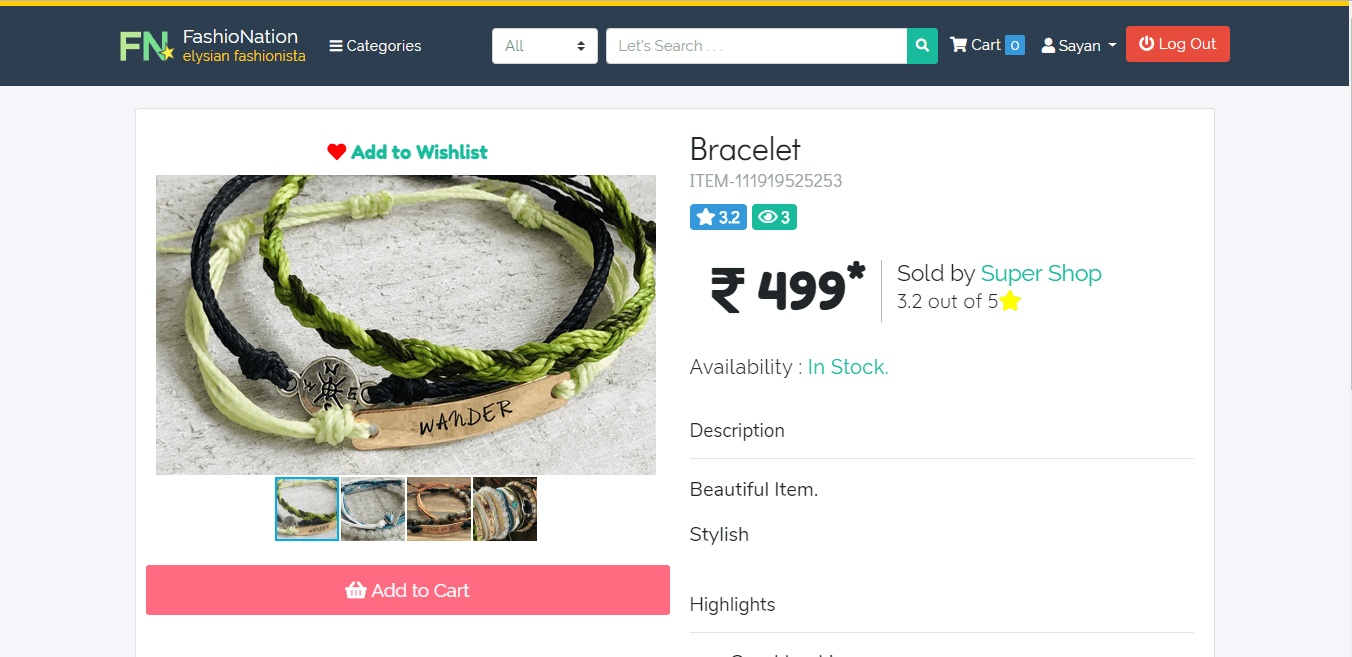 FN
FashioNation
elysian fashionista
Categories
All
Let's Search . . .
Cart 0
Sayan
Log Out
Add to Wishlist
WANDER
Add to Cart
Bracelet
ITEM-111919525253
3.2
3
₹ 499*
Sold by Super Shop
3.2 out of 5
Availability : In Stock.
Description
Beautiful Item.
Stylish
Highlights